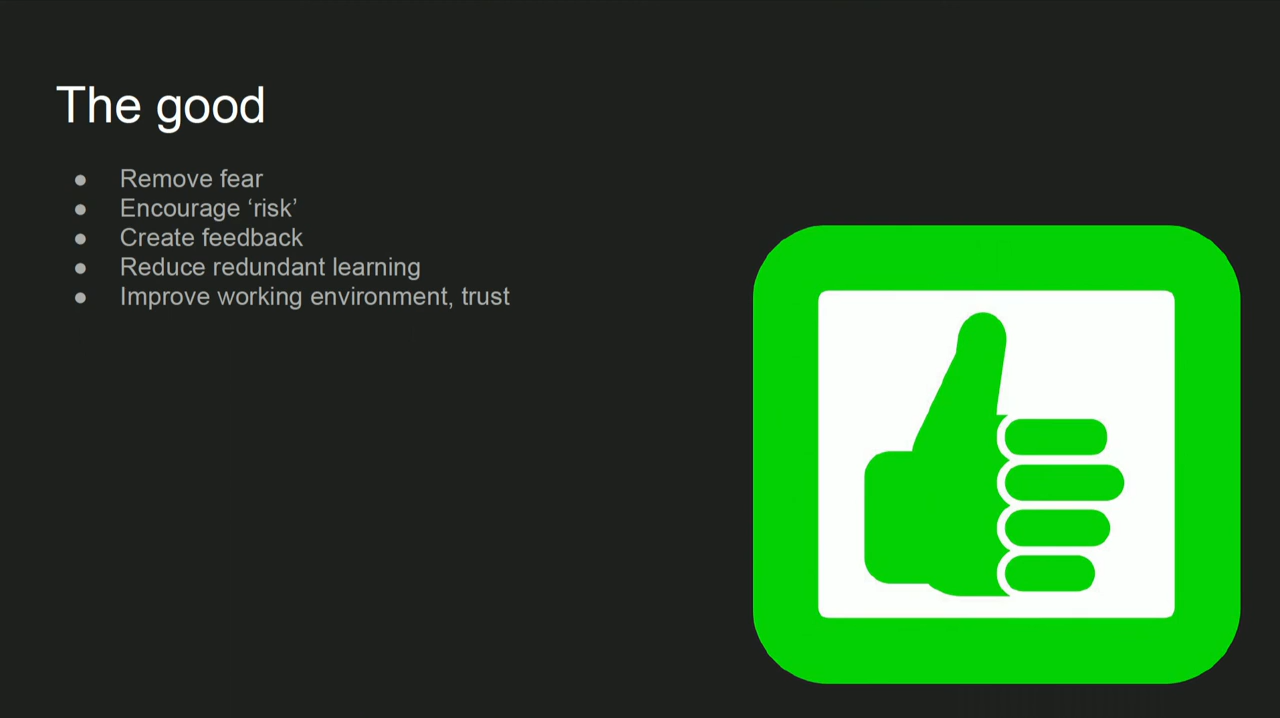 The good
● Remove fear
● Encourage ‘risk’
● Create feedback
● Reduce redundant learning
● Improve working environment, trust